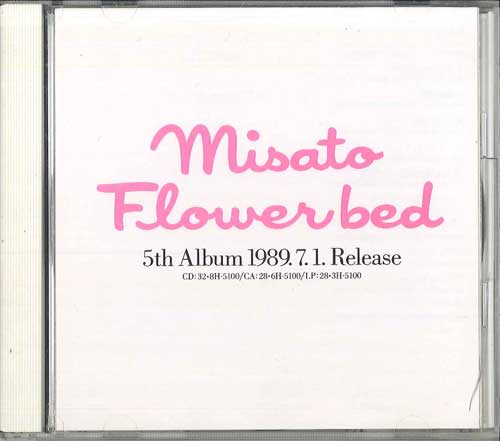 Misato
Flower bed
5th Album 1989.7.1. Release
CD:32•8H-5100/CA:28•6H-5100/LP:28•3H-5100